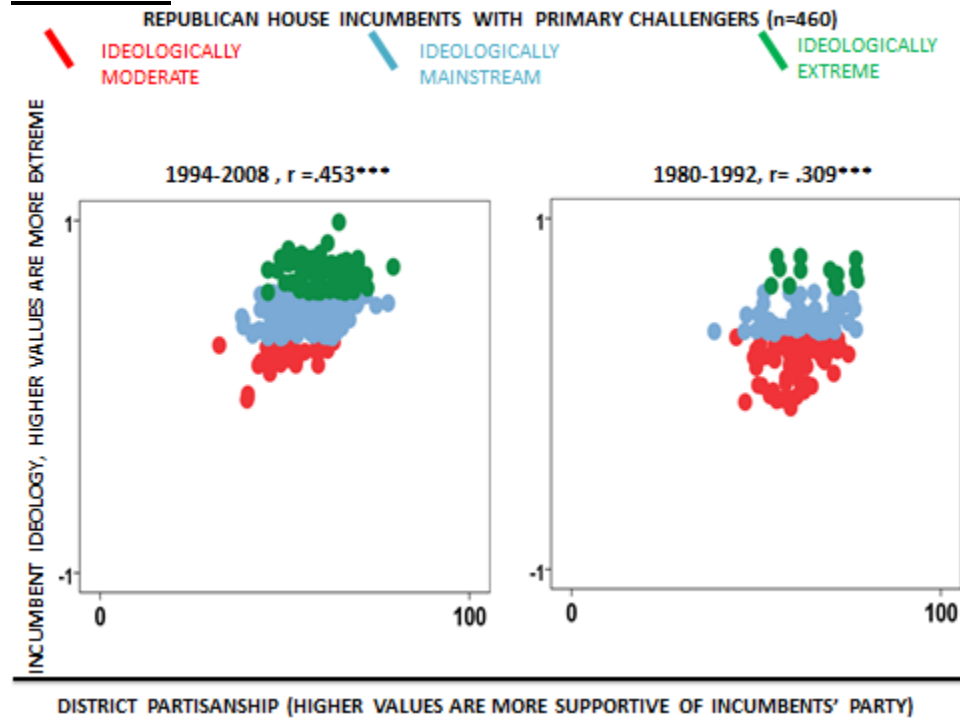 REPUBLICAN HOUSE INCUMBENTS WITH PRIMARY CHALLENGERS (n=460)
IDEOLOGICALLY
MODERATE
IDEOLOGICALLY
MAINSTREAM
IDEOLOGICALLY
EXTREME
INCUMBENT IDEOLOGY, HIGHER VALUES ARE MORE EXTREME
1994-2008 , r =.453***
1
-1
0
100
1980-1992, r= .309***
1
-1
0
100
DISTRICT PARTISANSHIP (HIGHER VALUES ARE MORE SUPPORTIVE OF INCUMBENTS’ PARTY)